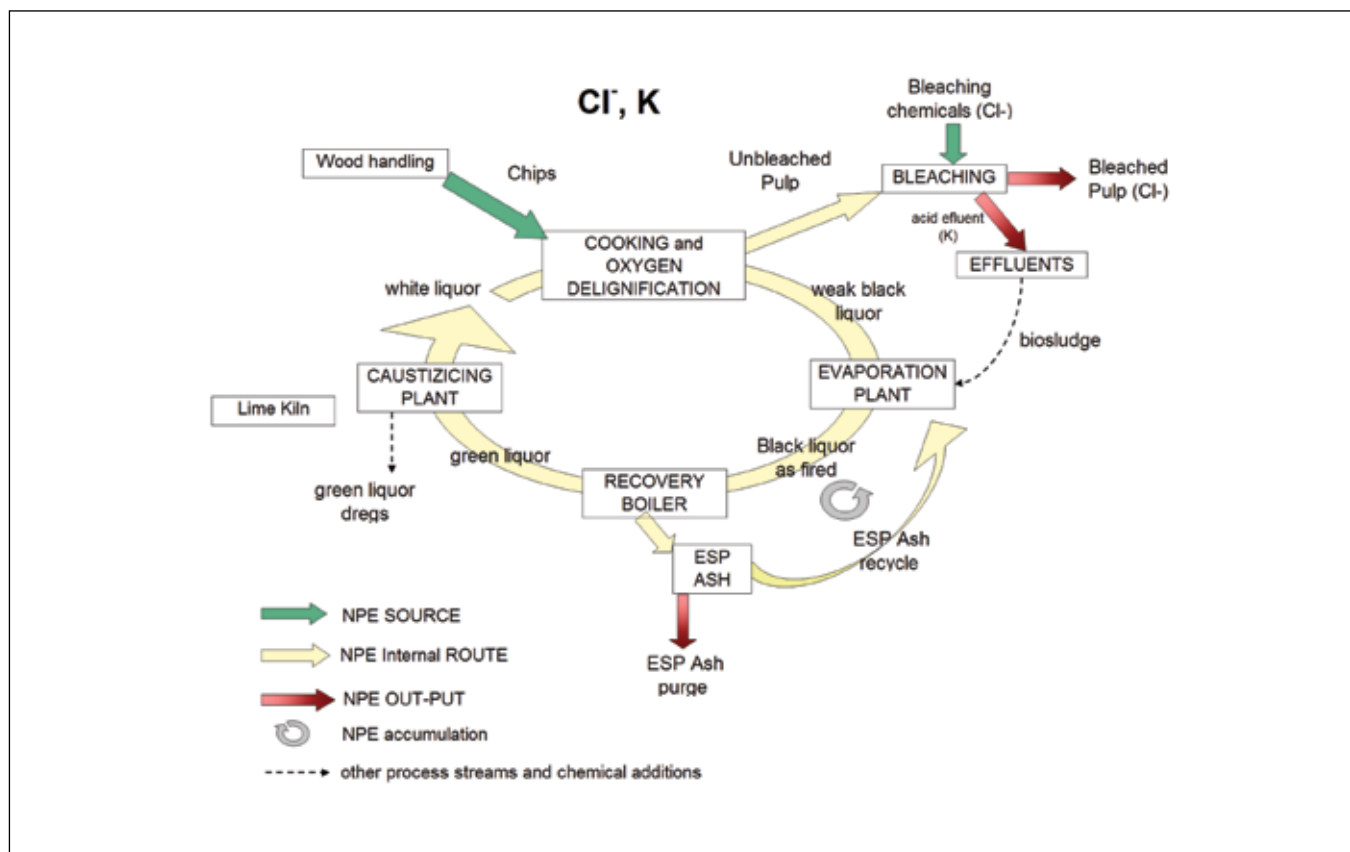 Cl⁻, K
Bleaching
chemicals (Cl-)
Wood handling
Chips
Unbleached
Pulp
BLEACHING
Bleached
Pulp (Cl-)
acid efluent
(K)
EFFLUENTS
COOKING and
OXYGEN
DELIGNIFICATION
white liquor
weak black
liquor
biosludge
CAUSTIZICING
PLANT
EVAPORATION
PLANT
Lime Kiln
green liquor
Black liquor
as fired
green liquor
dregs
RECOVERY
BOILER
ESP Ash
recycle
ESP
ASH
ESP Ash
purge
NPE SOURCE
NPE Internal ROUTE
NPE OUT-PUT
NPE accumulation
other process streams and chemical additions